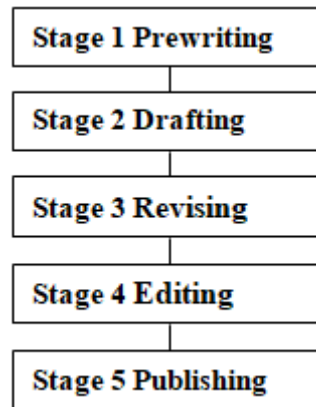 Stage 1 Prewriting
Stage 2 Drafting
Stage 3 Revising
Stage 4 Editing
Stage 5 Publishing